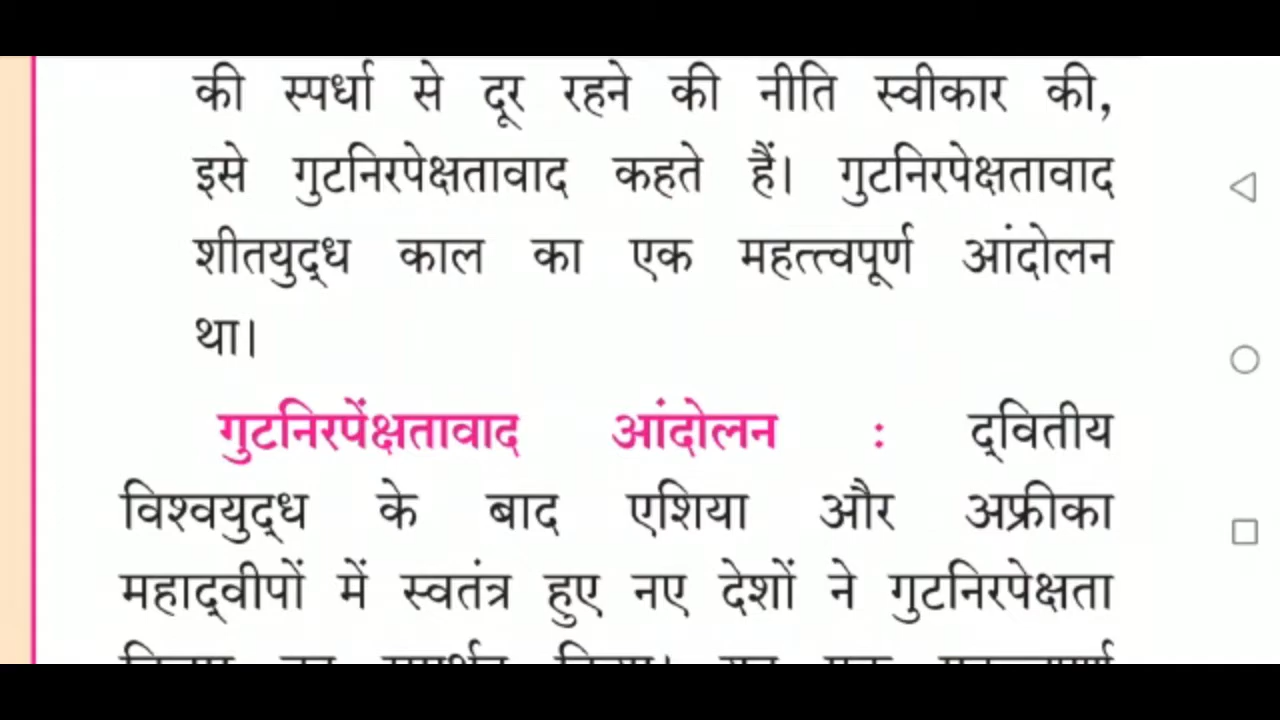 की स्पर्धा से दूर रहने की नीति स्वीकार की,
इसे गुटनिरपेक्षतावाद कहते हैं। गुटनिरपेक्षतावाद
शीतयुद्ध काल का एक महत्त्वपूर्ण आंदोलन
था।
गुटनिरपेंक्षतावाद आंदोलन : द्‌वितीय
विश्वयुद्ध के बाद एशिया और अफ्रीका
महाद्‌वीपों में स्वतंत्र हुए नए देशों ने गुटनिरपेक्षता